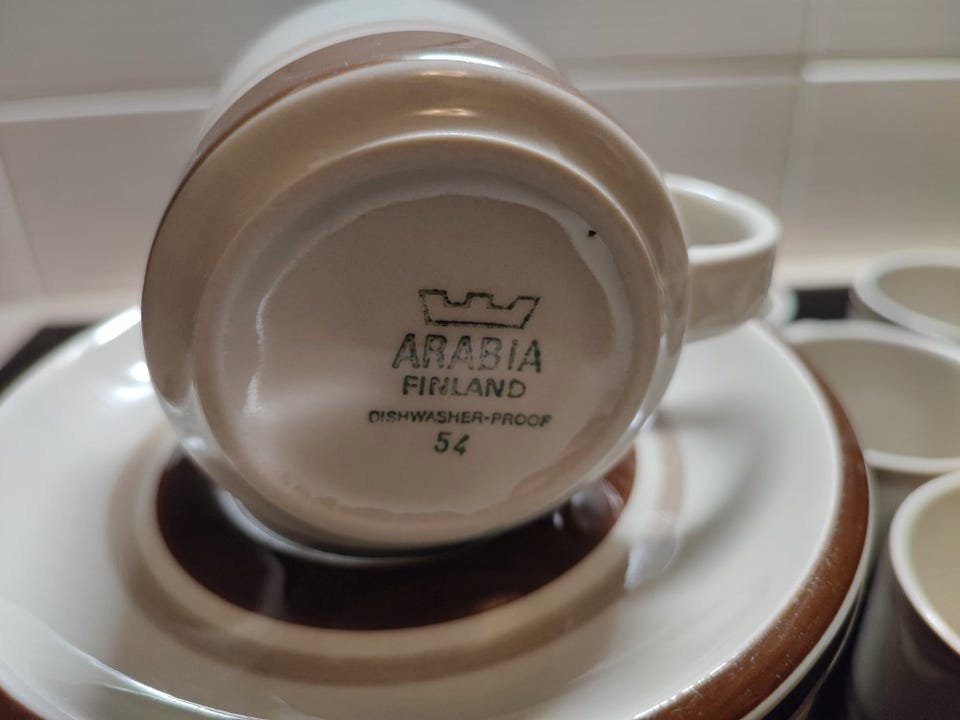 ARABIA
FINLAND
DISHWASHER-PROOF
54